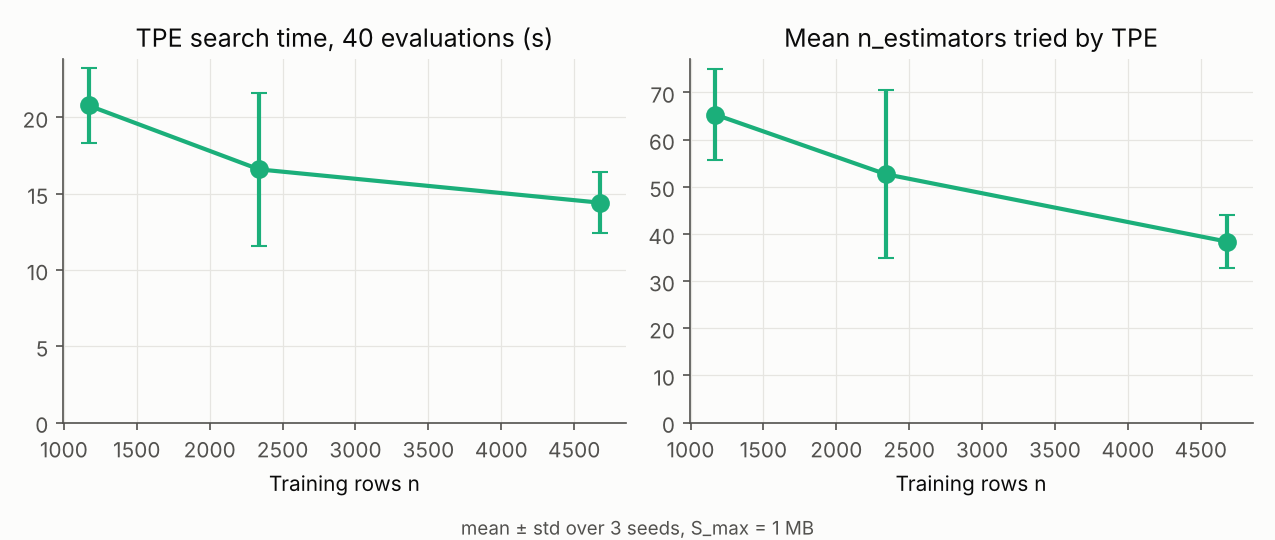 TPE search time, 40 evaluations (s)
20
15
10
5
0
1000 1500 2000 2500 3000 3500 4000 4500
Training rows n
Mean n_estimators tried by TPE
70
60
50
40
30
20
10
0
1000 1500 2000 2500 3000 3500 4000 4500
Training rows n
mean ± std over 3 seeds, S_max = 1 MB